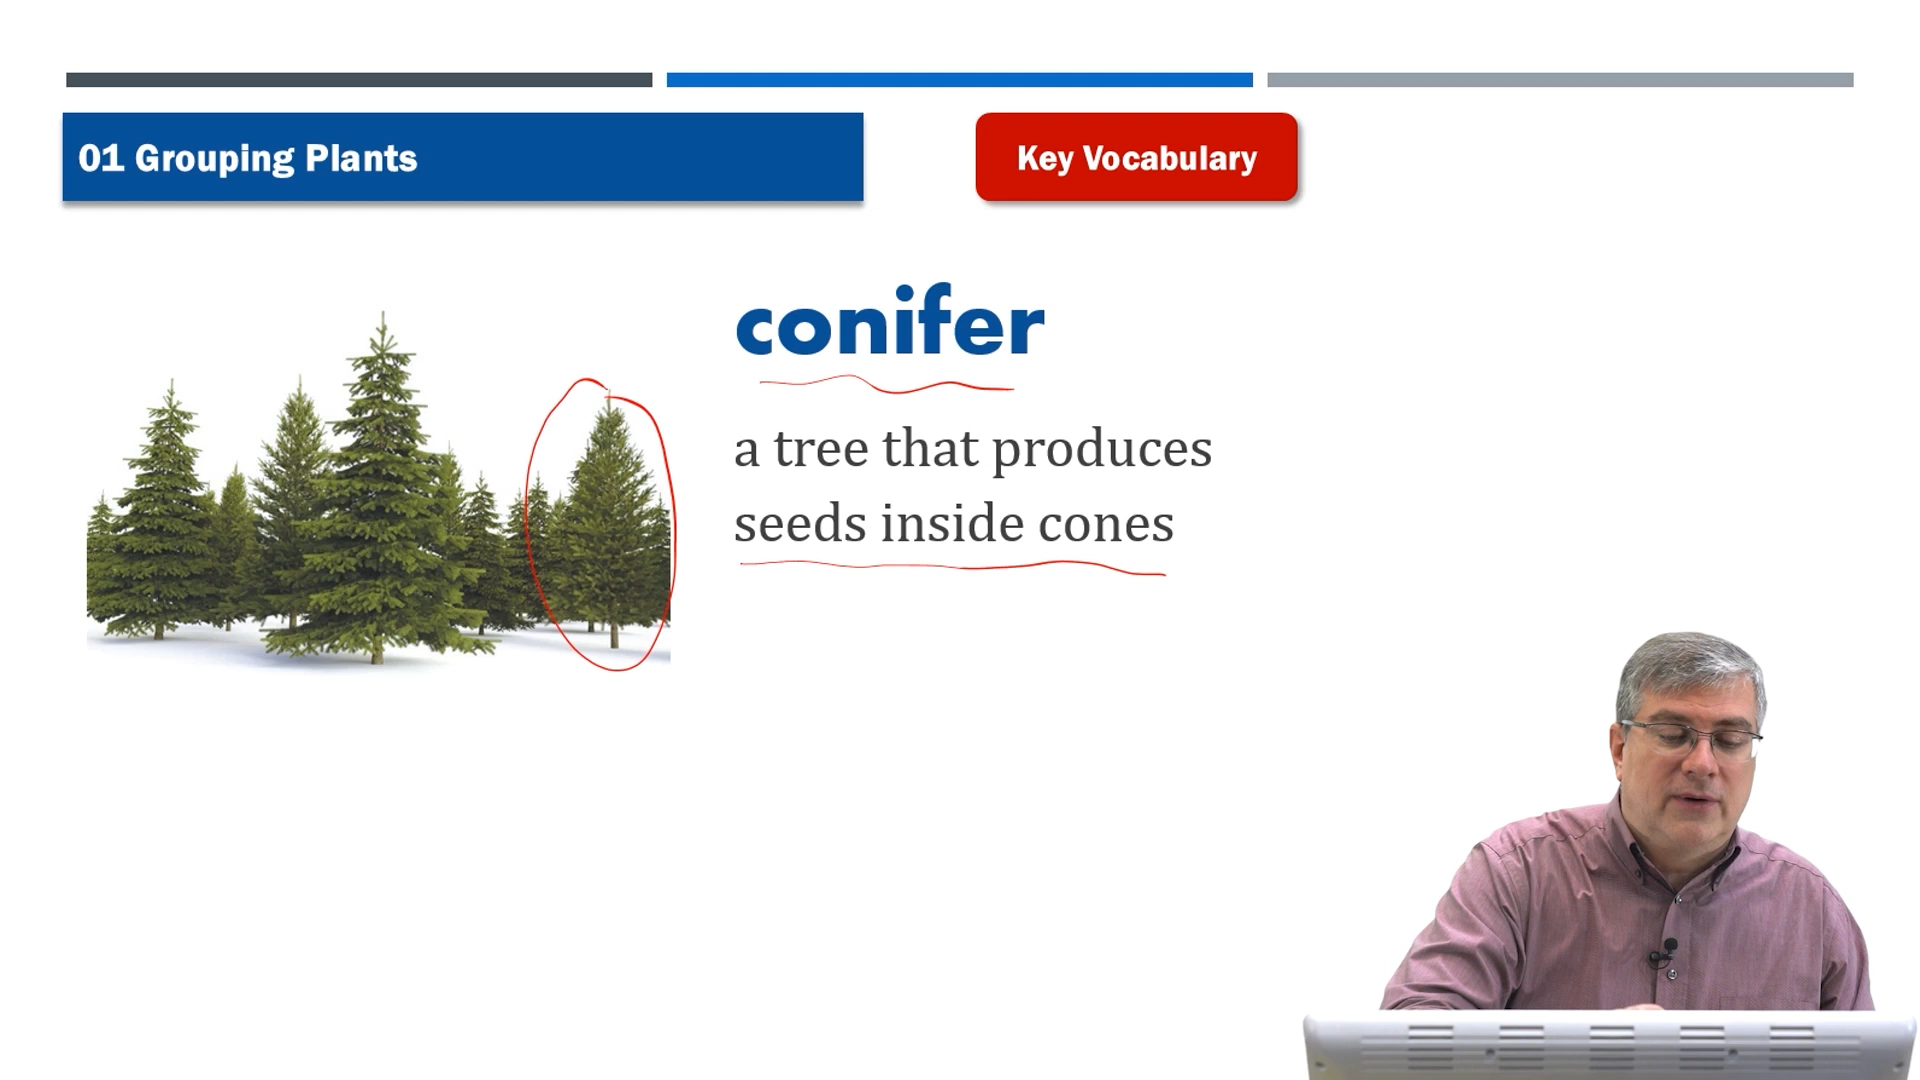 01 Grouping Plants
Key Vocabulary
conifer
a tree that produces
seeds inside cones